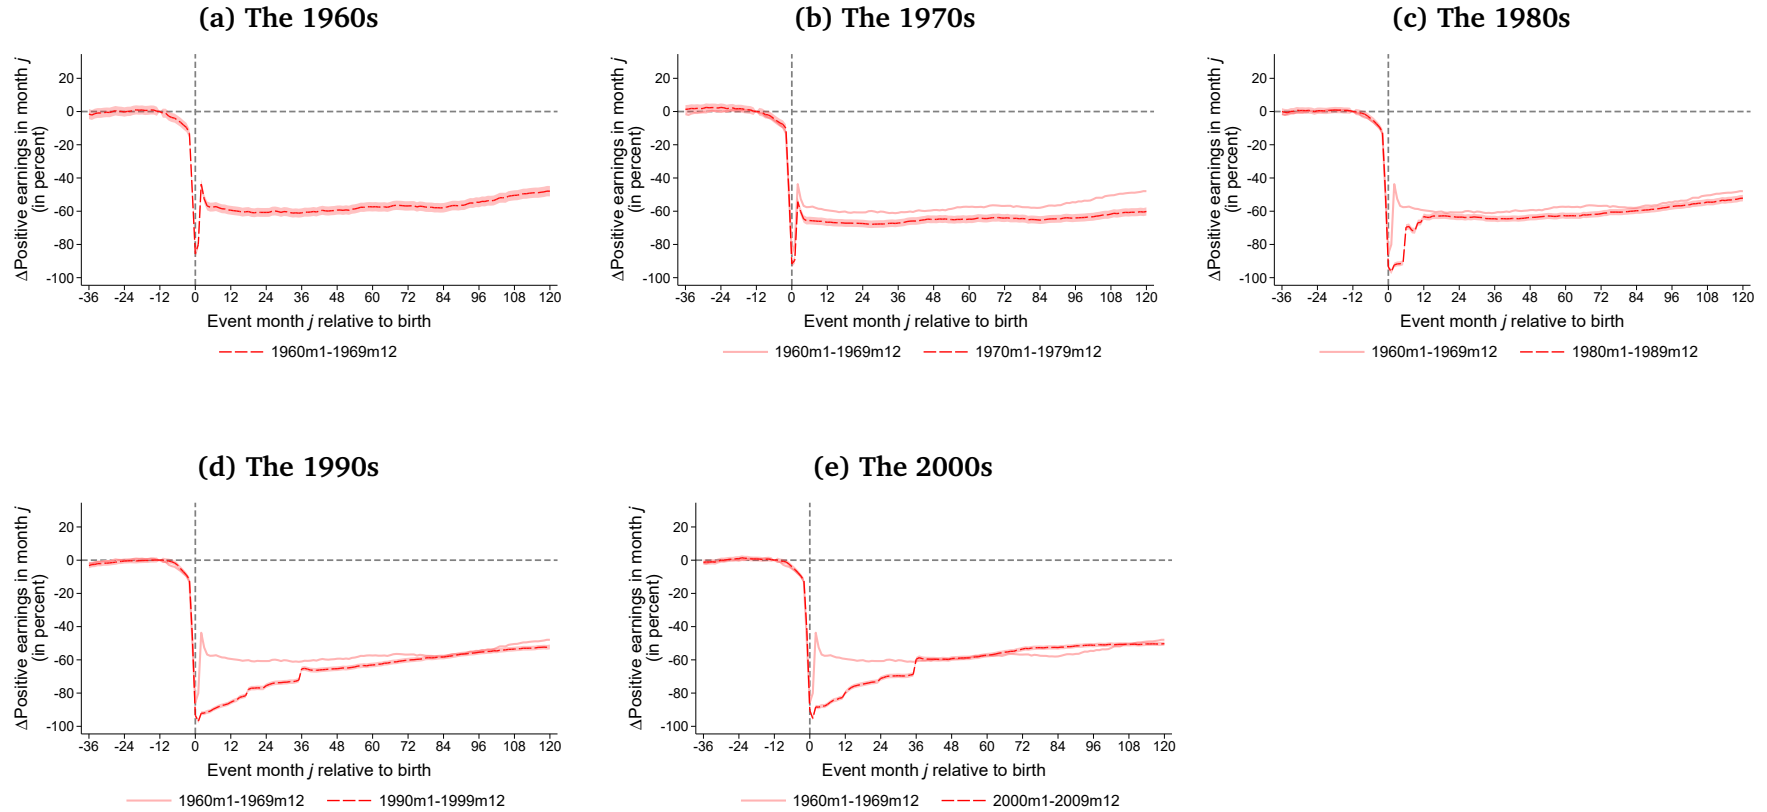 (a) The 1960s
ΔPositive earnings in month j
(in percent)
20
0
-20
-40
-60
-80
-100
-36 -24 -12 0 12 24 36 48 60 72 84 96 108 120
Event month j relative to birth
1960m1-1969m12
(b) The 1970s
ΔPositive earnings in month j
(in percent)
20
0
-20
-40
-60
-80
-100
-36 -24 -12 0 12 24 36 48 60 72 84 96 108 120
Event month j relative to birth
1960m1-1969m12 1970m1-1979m12
(c) The 1980s
ΔPositive earnings in month j
(in percent)
20
0
-20
-40
-60
-80
-100
-36 -24 -12 0 12 24 36 48 60 72 84 96 108 120
Event month j relative to birth
1960m1-1969m12 1980m1-1989m12
(d) The 1990s
ΔPositive earnings in month j
(in percent)
20
0
-20
-40
-60
-80
-100
-36 -24 -12 0 12 24 36 48 60 72 84 96 108 120
Event month j relative to birth
1960m1-1969m12 1990m1-1999m12
(e) The 2000s
ΔPositive earnings in month j
(in percent)
20
0
-20
-40
-60
-80
-100
-36 -24 -12 0 12 24 36 48 60 72 84 96 108 120
Event month j relative to birth
1960m1-1969m12 2000m1-2009m12